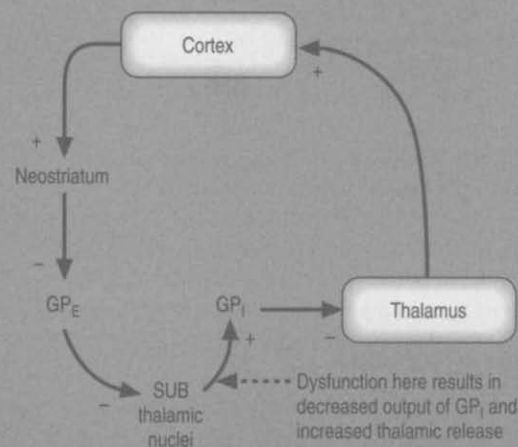 Cortex
+
+
Neostriatum
−
GPE
GPI
−
Thalamus
+
−
SUB
thalamic
nuclei
Dysfunction here results in
decreased output of GPI and
increased thalamic release